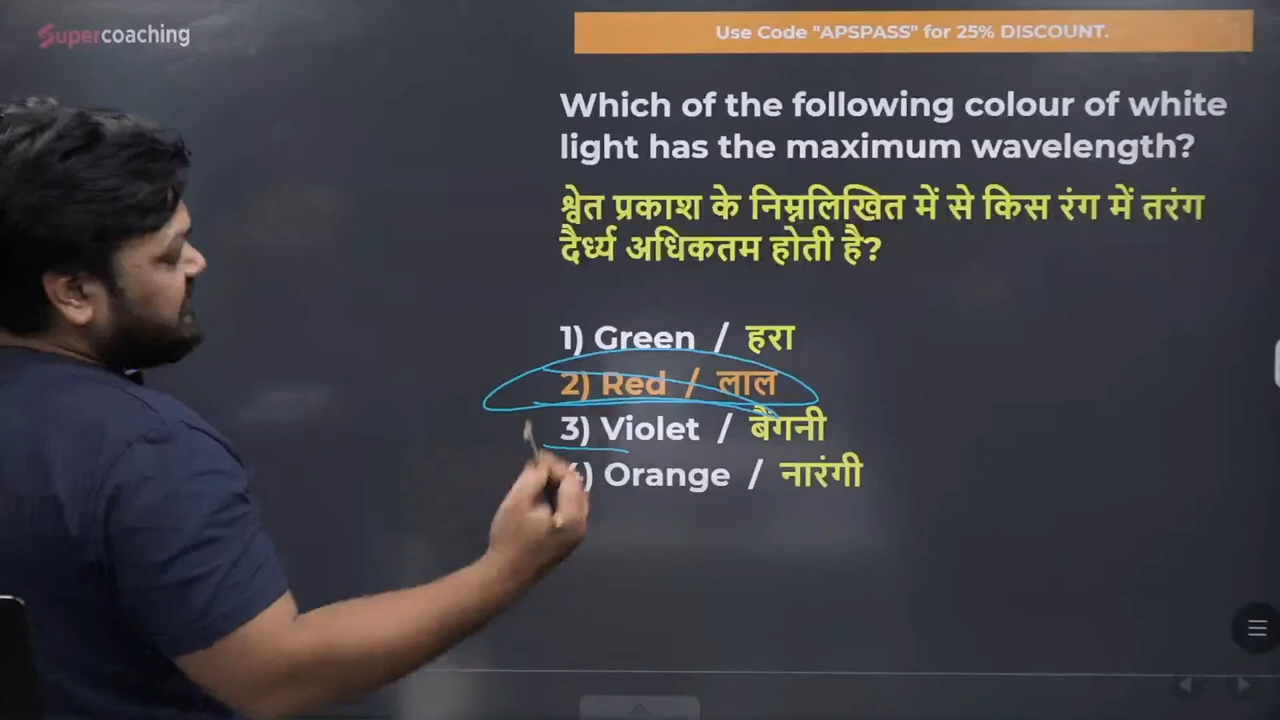 Supercoaching
Use Code "APSPASS" for 25% DISCOUNT.
Which of the following colour of white
light has the maximum wavelength?
श्वेत प्रकाश के निम्नलिखित में से किस रंग में तरंग
दैर्ध्य अधिकतम होती है?
1) Green / हरा
2) Red / लाल
3) Violet / बैंगनी
4) Orange / नारंगी